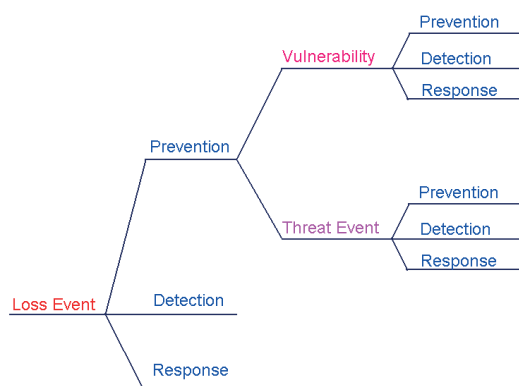 Prevention
Vulnerability
Detection
Response
Prevention
Prevention
Threat Event
Detection
Response
Loss Event
Detection
Response